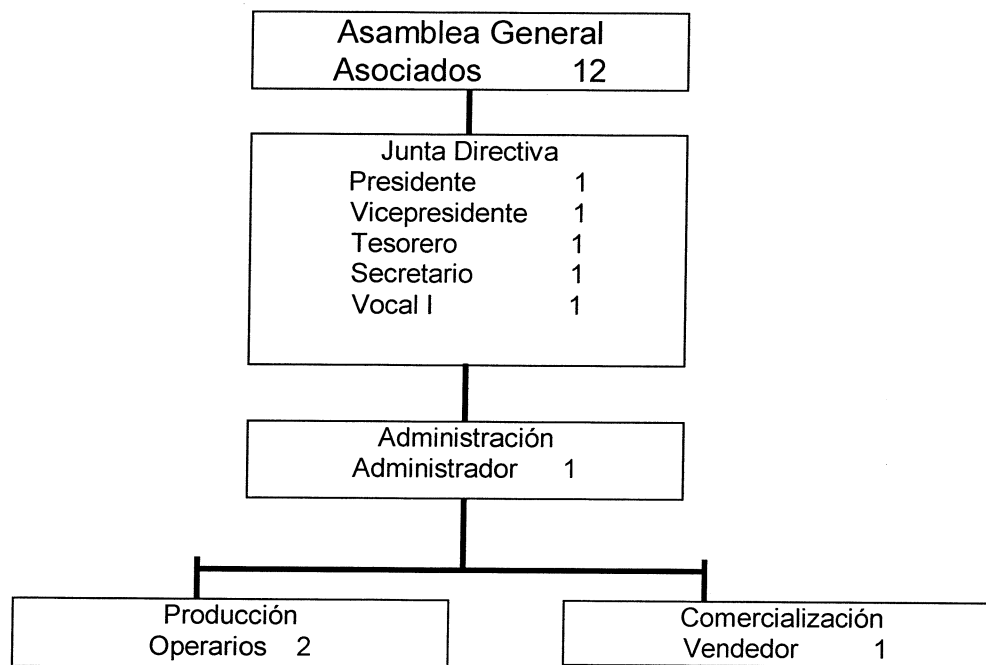 Asamblea General
Asociados 12
Junta Directiva
Presidente 1
Vicepresidente 1
Tesorero 1
Secretario 1
Vocal I 1
Administración
Administrador 1
Producción
Operarios 2
Comercialización
Vendedor 1